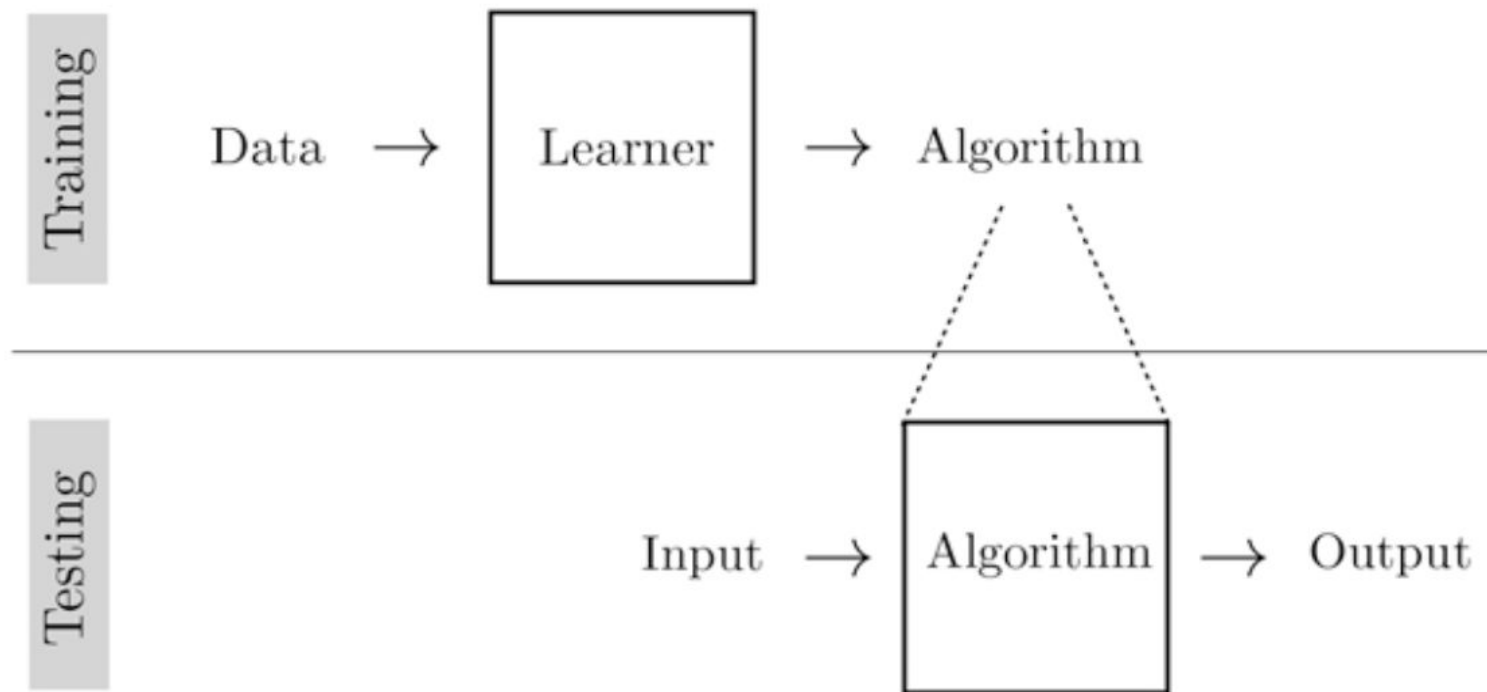 Training
Data → Learner → Algorithm
Testing
Input → Algorithm → Output